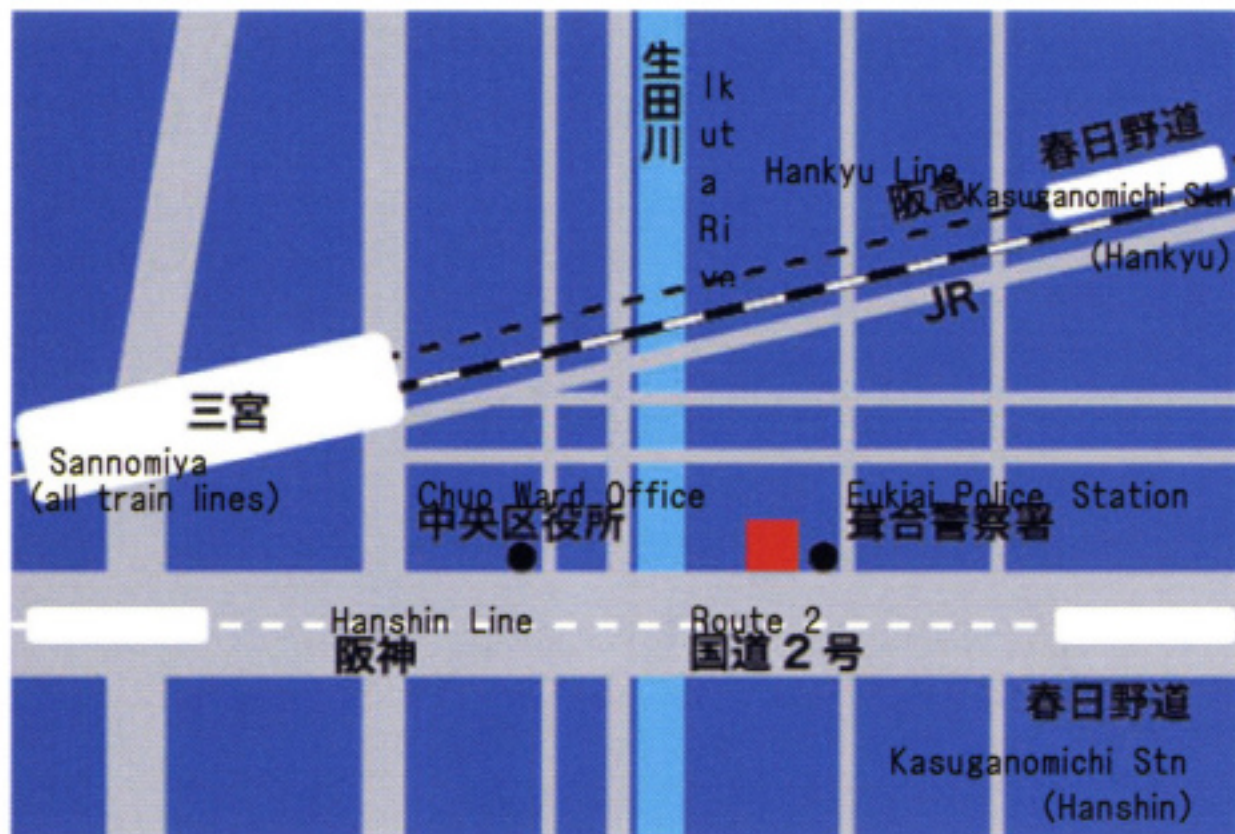 生田川
Ik
ut
a
Ri
ve
春日野道
Hankyu Line
阪急
Kasuganomichi Stn
(Hankyu)
JR
三宮
Sannomiya
(all train lines)
Chuo Ward Office
中央区役所
Fukiai Police Station
葺合警察署
Hanshin Line
阪神
Route 2
国道2号
春日野道
Kasuganomichi Stn
(Hanshin)